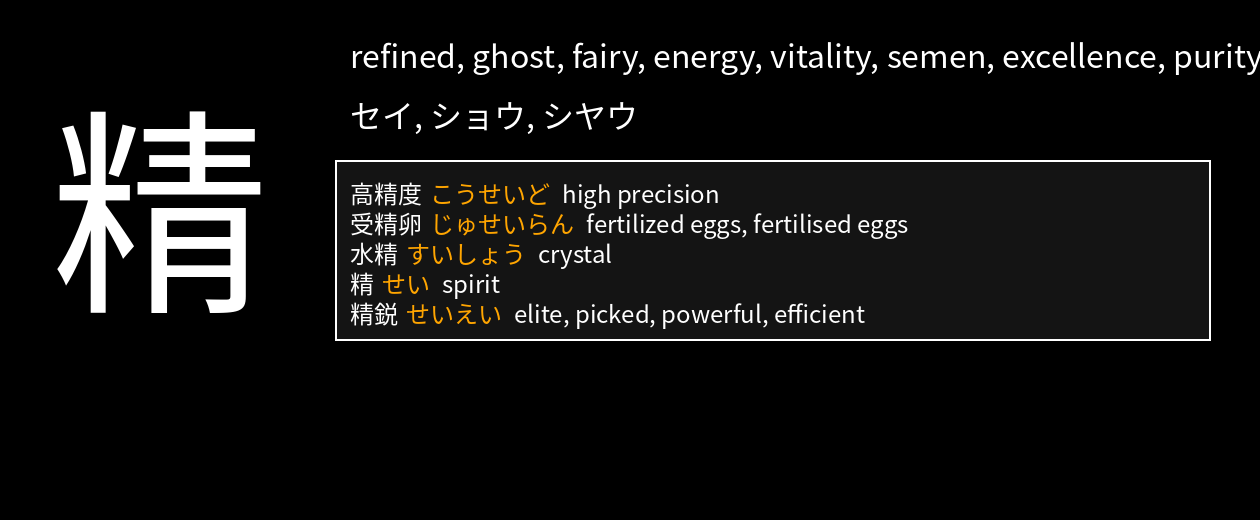 精
refined, ghost, fairy, energy, vitality, semen, excellence, purity
セイ, ショウ, シヤウ
高精度 こうせいど high precision
受精卵 じゅせいらん fertilized eggs, fertilised eggs
水精 すいしょう crystal
精 せい spirit
精鋭 せいえい elite, picked, powerful, efficient